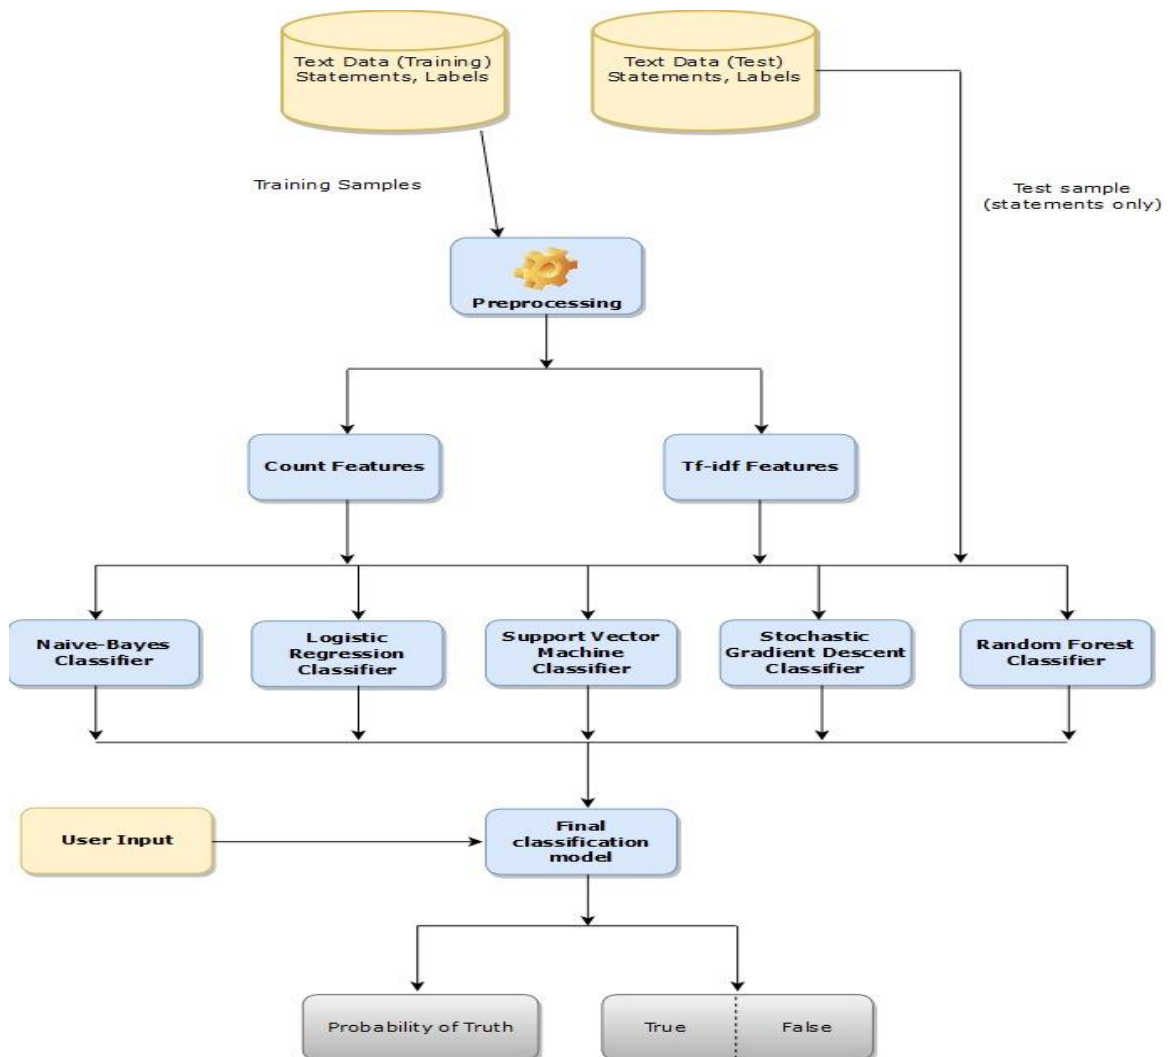 Text Data (Training)
Statements, Labels
Text Data (Test)
Statements, Labels
Training Samples
Test sample
(statements only)
Preprocessing
Count Features
Tf-idf Features
Naive-Bayes
Classifier
Logistic
Regression
Classifier
Support Vector
Machine
Classifier
Stochastic
Gradient Descent
Classifier
Random Forest
Classifier
User Input
Final
classification
model
Probability of Truth
True
False